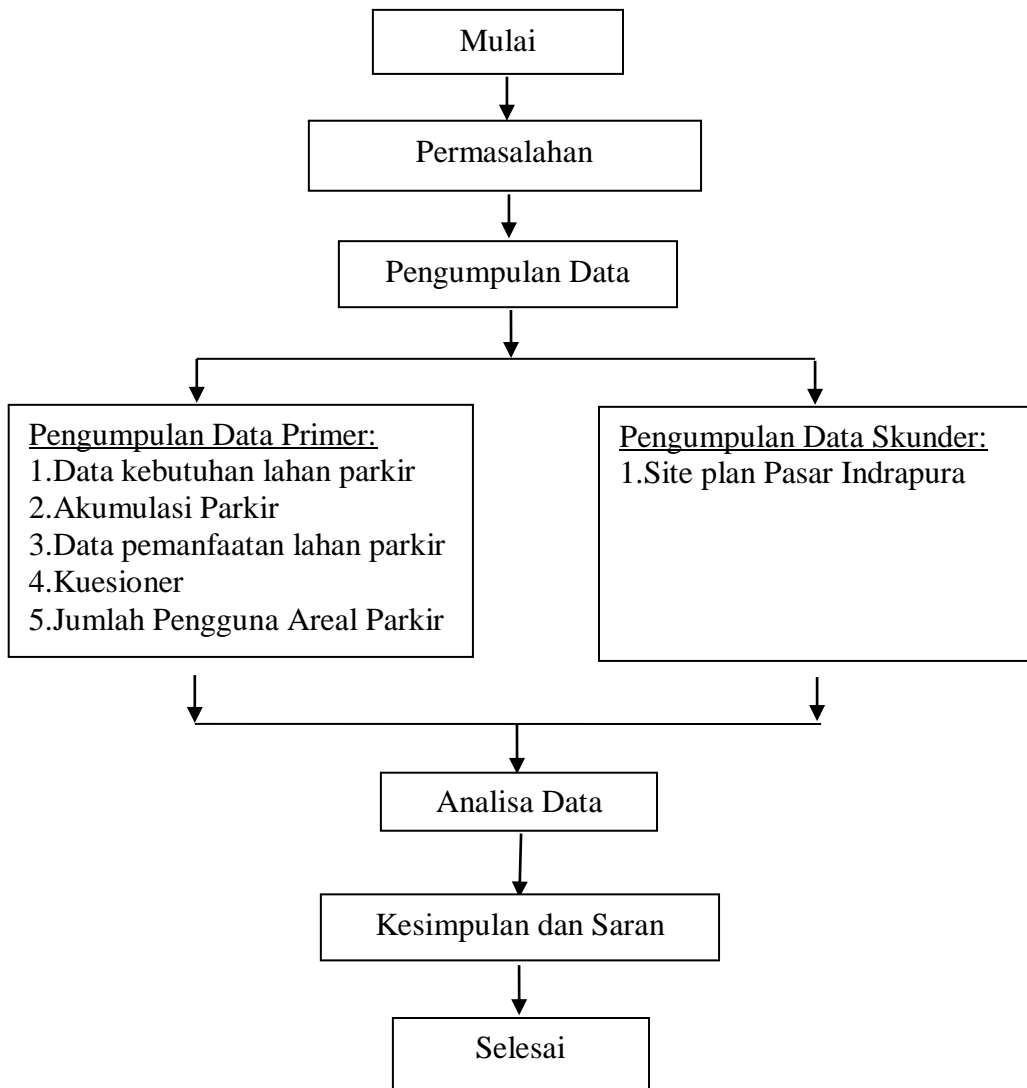 Mulai
Permasalahan
Pengumpulan Data
Pengumpulan Data Primer:
1.Data kebutuhan lahan parkir
2.Akumulasi Parkir
3.Data pemanfaatan lahan parkir
4.Kuesioner
5.Jumlah Pengguna Areal Parkir
Pengumpulan Data Skunder:
1.Site plan Pasar Indrapura
Analisa Data
Kesimpulan dan Saran
Selesai